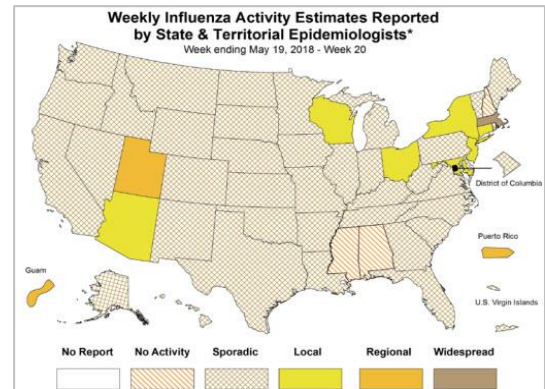 Weekly Influenza Activity Estimates Reported
by State & Territorial Epidemiologists*
Week ending May 19, 2018 - Week 20
District of Columbia
Puerto Rico
Guam
U.S. Virgin Islands
No Report No Activity Sporadic Local Regional Widespread